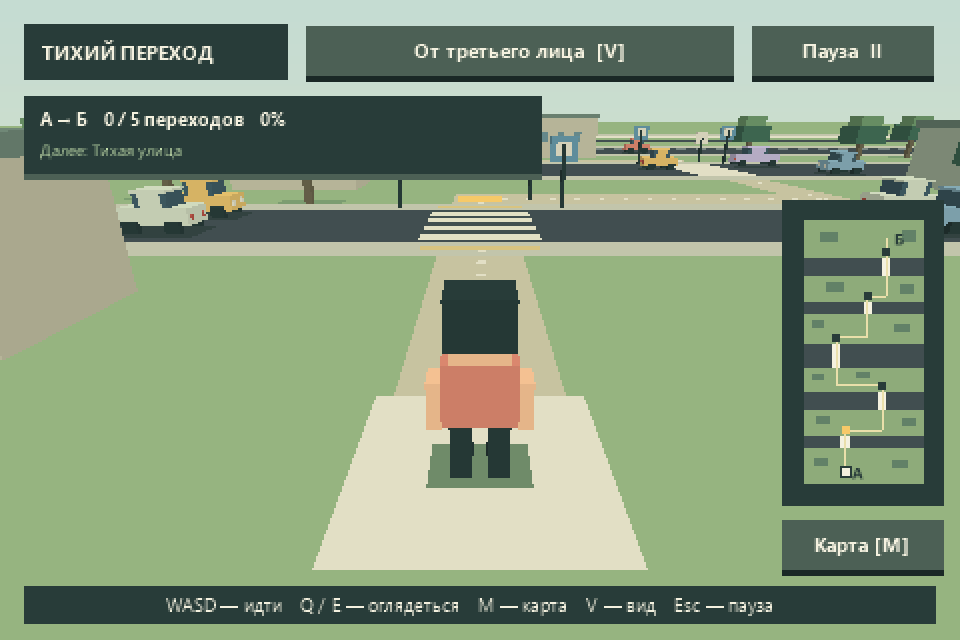 ТИХИЙ ПЕРЕХОД
От третьего лица [V]
Пауза II
А — Б 0 / 5 переходов 0%
Далее: Тихая улица
Б
А
Карта [M]
WASD — идти Q / E — оглядеться M — карта V — вид Esc — пауза